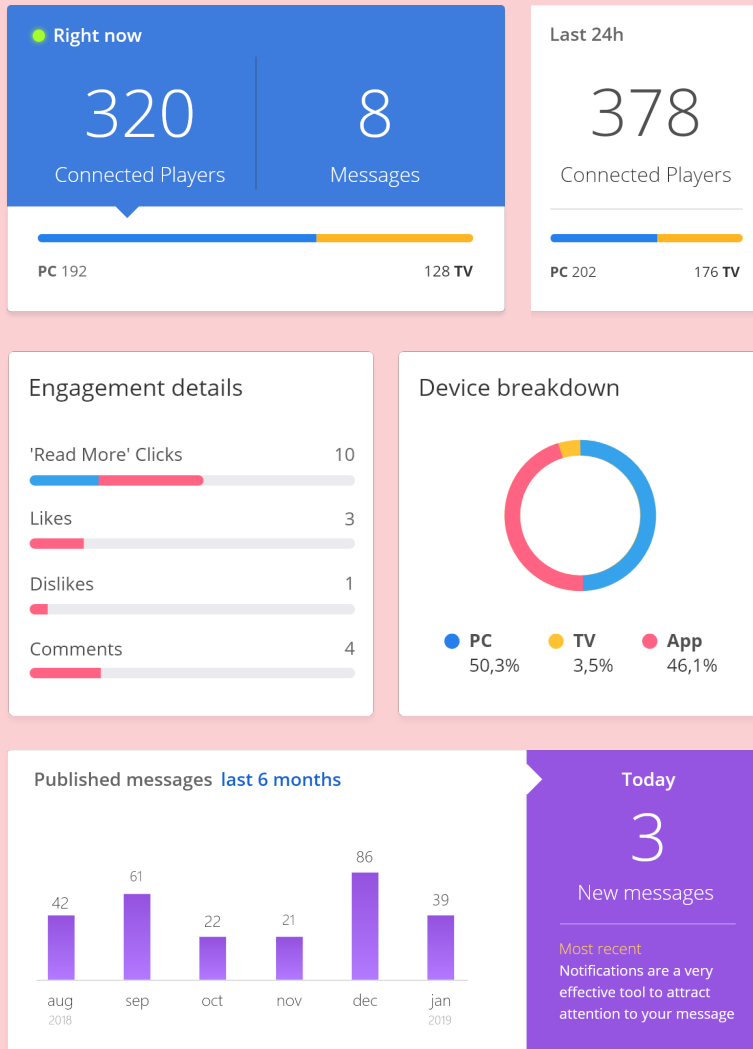 Right now
320
Connected Players
8
Messages
PC 192
128 TV
Last 24h
378
Connected Players
PC 202
176 TV
Engagement details
'Read More' Clicks 10
Likes 3
Dislikes 1
Comments 4
Device breakdown
PC
50,3%
TV
3,5%
App
46,1%
Published messages last 6 months
42
61
22
21
86
39
aug
sep
oct
nov
dec
jan
2018
2019
Today
3
New messages
Most recent
Notifications are a very
effective tool to attract
attention to your message